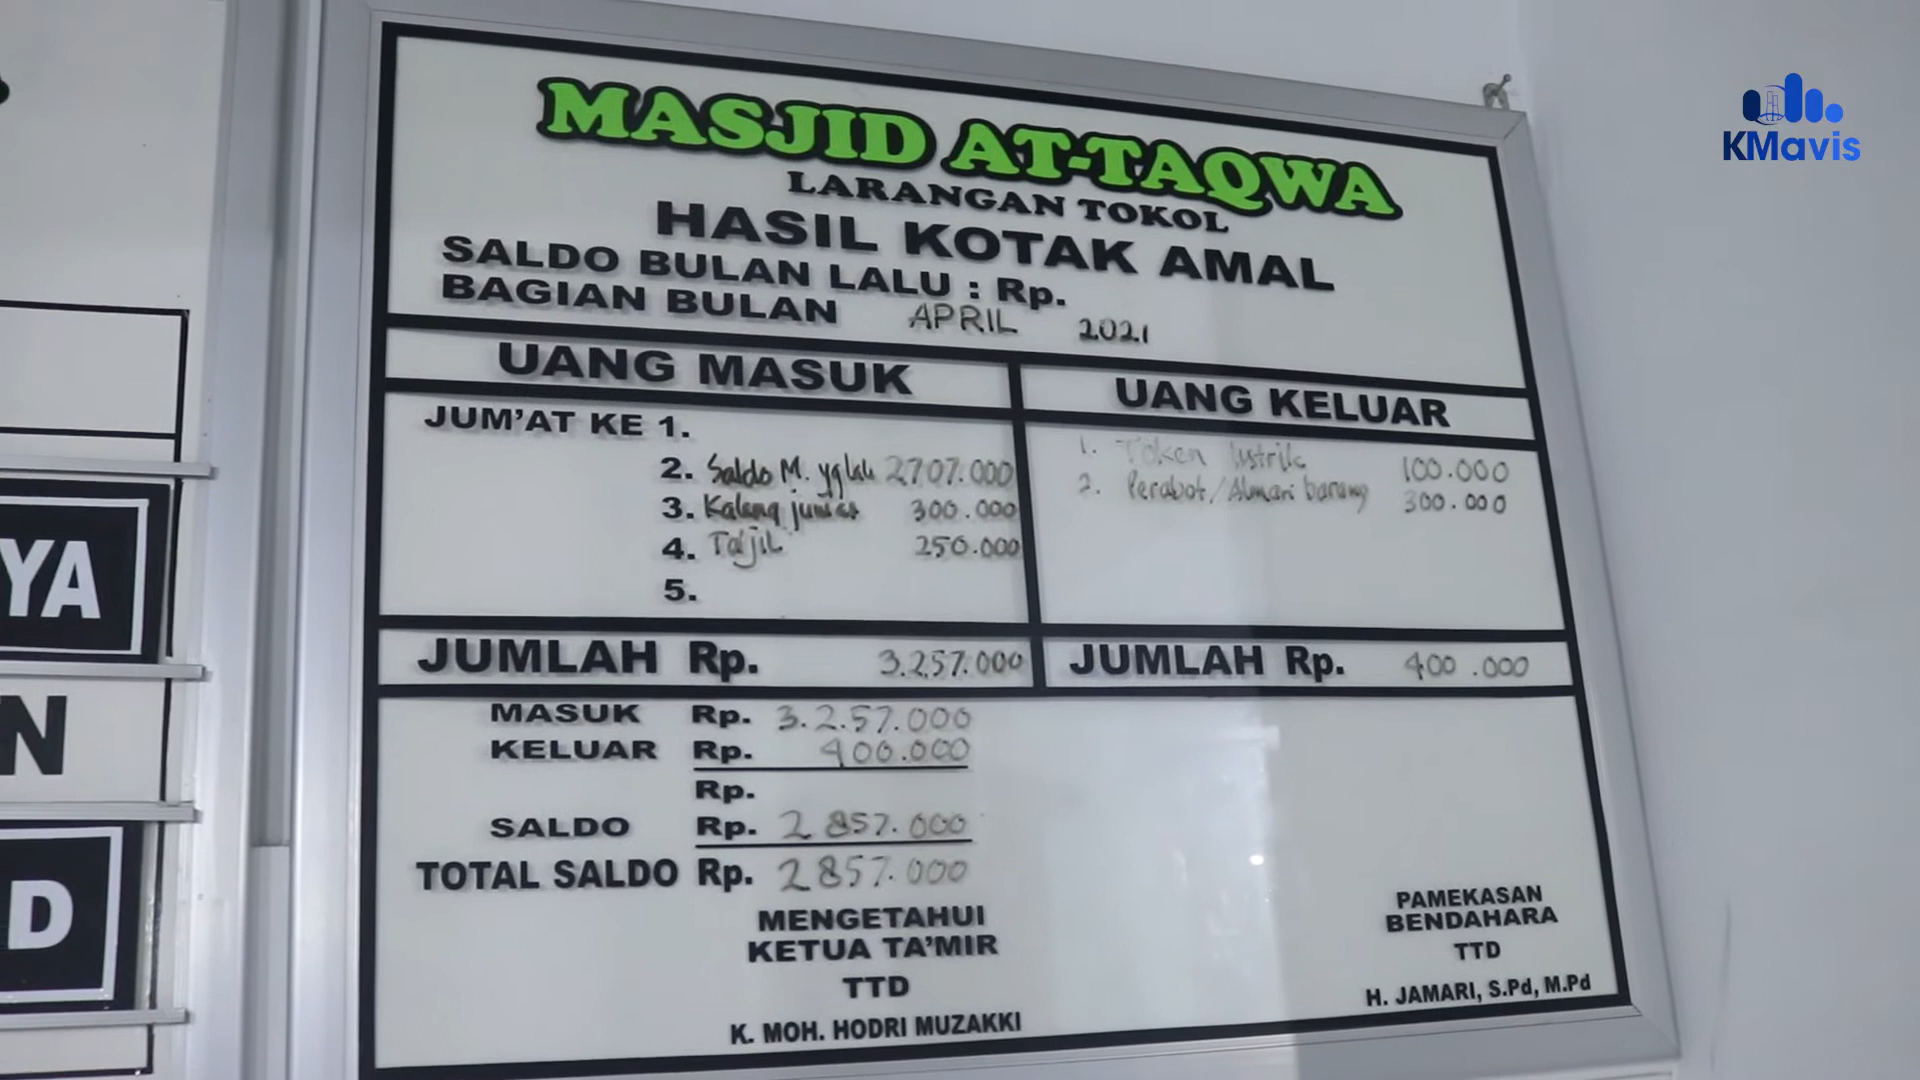 KMavis
MASJID AT-TAQWA
LARANGAN TOKOL
HASIL KOTAK AMAL
SALDO BULAN LALU : Rp.
BAGIAN BULAN APRIL 2021
UANG MASUK UANG KELUAR
JUM'AT KE 1.
2. Saldo M. yg lalu 2707.000
3. Kaleng 300.000
4. Ta'jil 250.000
5.
1. Token listrik 100.000
2. Perabot/Almari barang 300.000
JUMLAH Rp. 3.257.000 JUMLAH Rp. 400.000
MASUK Rp. 3.257.000
KELUAR Rp. 400.000
Rp.
SALDO Rp. 2 857.000
TOTAL SALDO Rp. 2 857.000
MENGETAHUI
KETUA TA'MIR
TTD
K. MOH. HODRI MUZAKKI
PAMEKASAN
BENDAHARA
TTD
H. JAMARI, S.Pd, M.Pd
YA
N
D